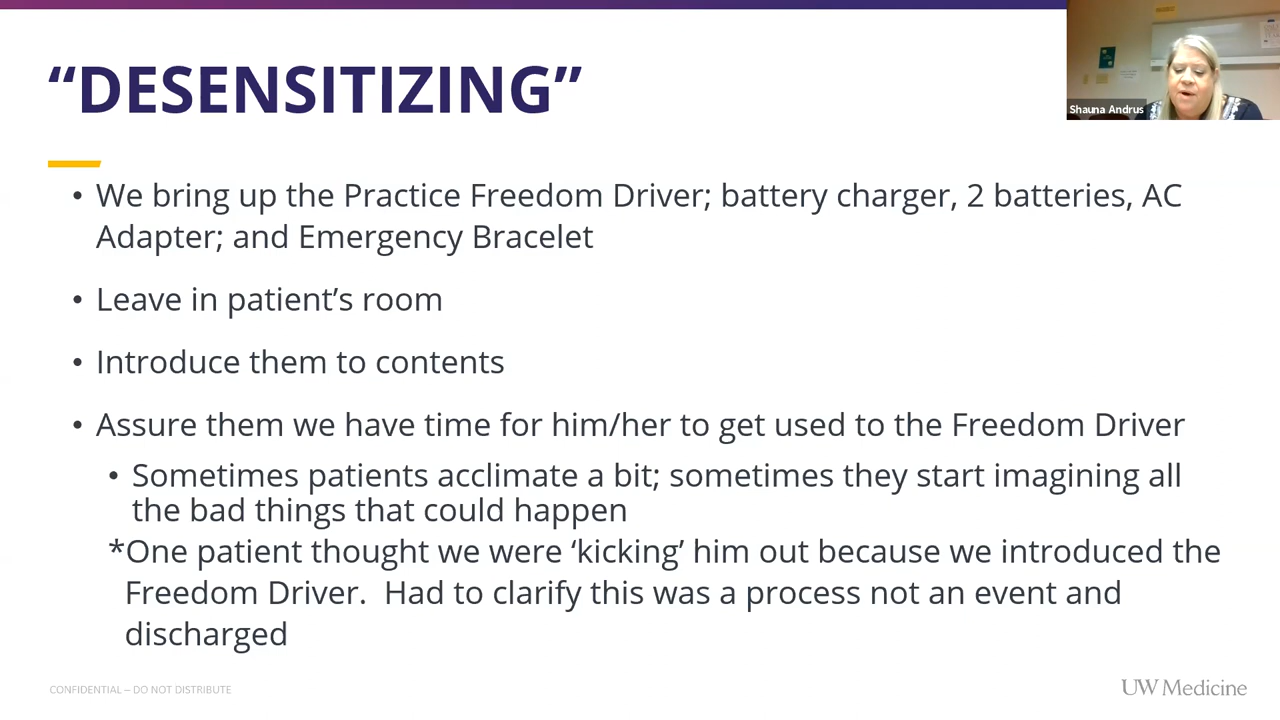 “DESENSITIZING”
Shauna Andrus
• We bring up the Practice Freedom Driver; battery charger, 2 batteries, AC
Adapter; and Emergency Bracelet
• Leave in patient’s room
• Introduce them to contents
• Assure them we have time for him/her to get used to the Freedom Driver
• Sometimes patients acclimate a bit; sometimes they start imagining all
the bad things that could happen
*One patient thought we were ‘kicking’ him out because we introduced the
Freedom Driver.  Had to clarify this was a process not an event and
discharged
CONFIDENTIAL – DO NOT DISTRIBUTE
UW Medicine